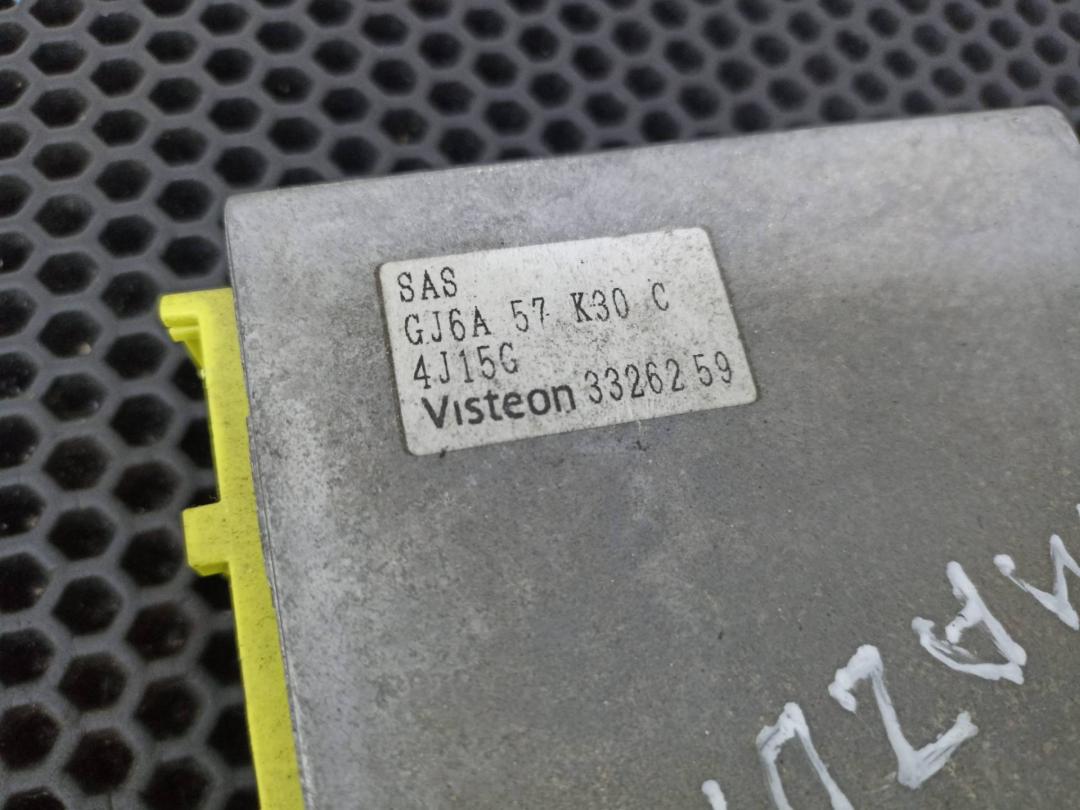 SAS
GJ6A 57 K30 C
4J15G
Visteon 3326259